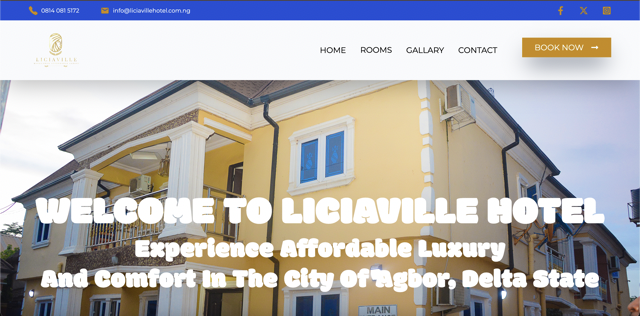 0814 081 5172
info@liciavillehotel.com.ng
LICIAVILLE
HOME
ROOMS
GALLARY
CONTACT
BOOK NOW
WELCOME TO LICIAVILLE HOTEL
Experience Affordable Luxury
And Comfort In The City Of Agbor, Delta State
MAIN